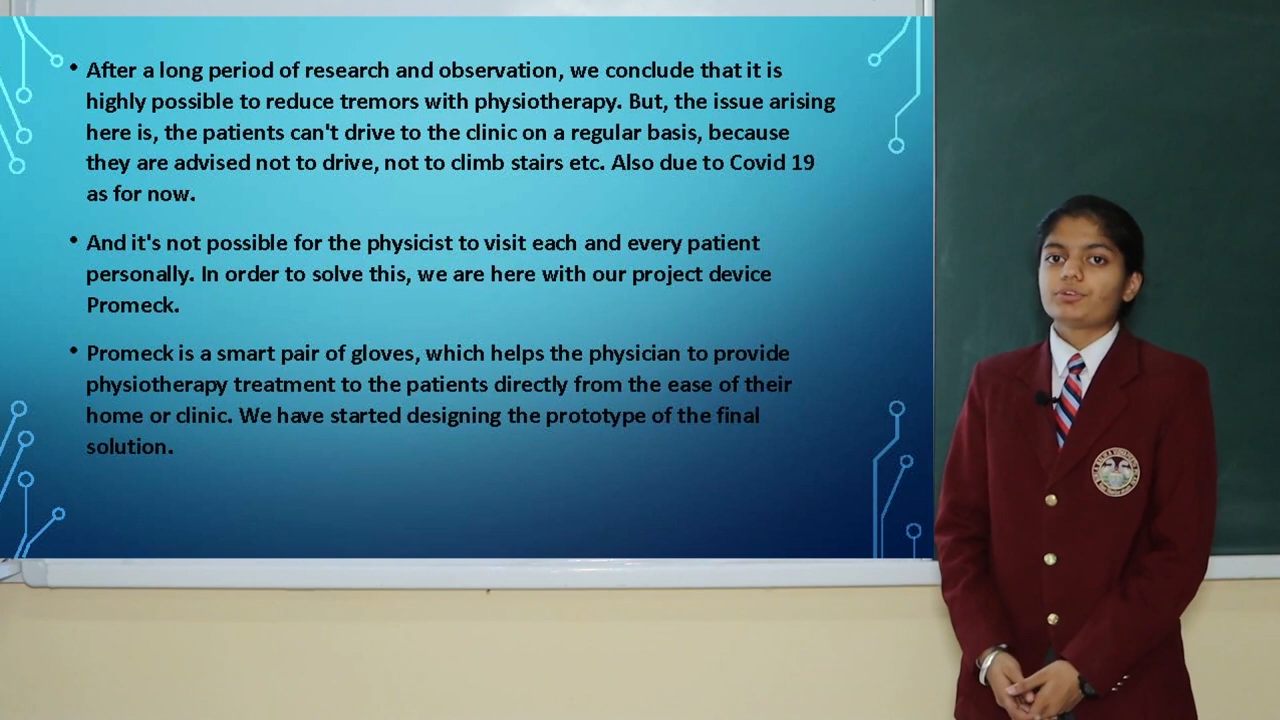 • After a long period of research and observation, we conclude that it is
highly possible to reduce tremors with physiotherapy. But, the issue arising
here is, the patients can't drive to the clinic on a regular basis, because
they are advised not to drive, not to climb stairs etc. Also due to Covid 19
as for now.
• And it's not possible for the physicist to visit each and every patient
personally. In order to solve this, we are here with our project device
Promeck.
• Promeck is a smart pair of gloves, which helps the physician to provide
physiotherapy treatment to the patients directly from the ease of their
home or clinic. We have started designing the prototype of the final
solution.